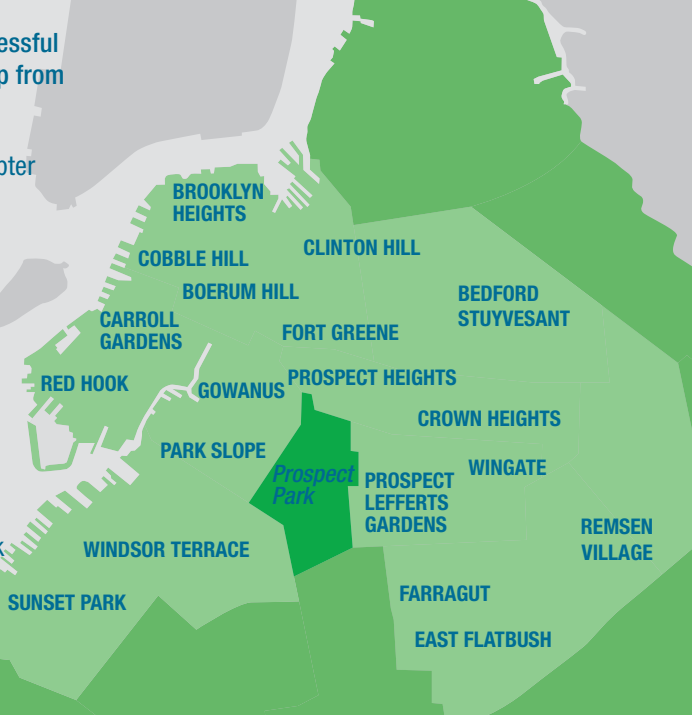 essful
p from
pter
BROOKLYN
HEIGHTS
CLINTON HILL
COBBLE HILL
BOERUM HILL
BEDFORD
STUYVESANT
CARROLL
GARDENS
FORT GREENE
RED HOOK
GOWANUS
PROSPECT HEIGHTS
CROWN HEIGHTS
PARK SLOPE
WINGATE
Prospect
Park
PROSPECT
LEFFERTS
GARDENS
REMSEN
VILLAGE
WINDSOR TERRACE
SUNSET PARK
FARRAGUT
EAST FLATBUSH